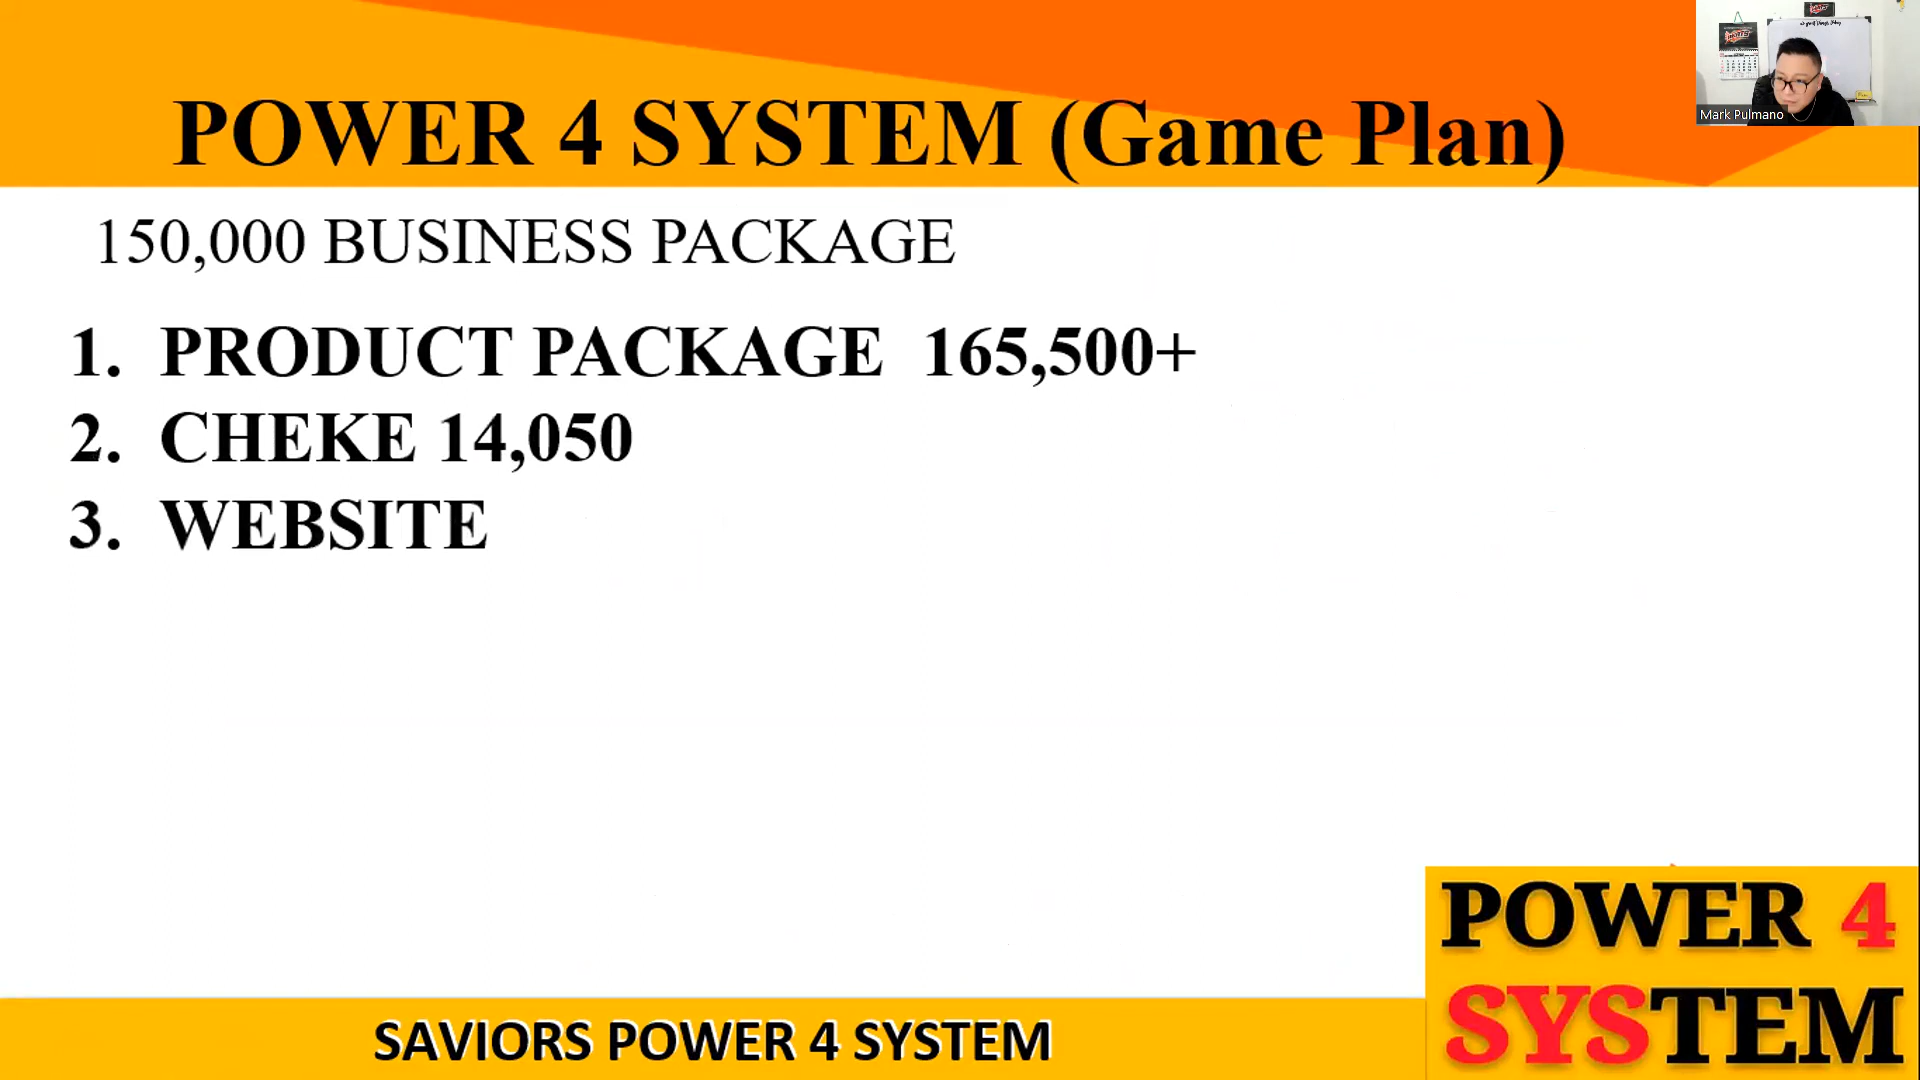 POWER 4 SYSTEM (Game Plan)
Mark Pulmano
150,000 BUSINESS PACKAGE
1. PRODUCT PACKAGE 165,500+
2. CHEKE 14,050
3. WEBSITE
POWER 4
SYSTEM
SAVIORS POWER 4 SYSTEM